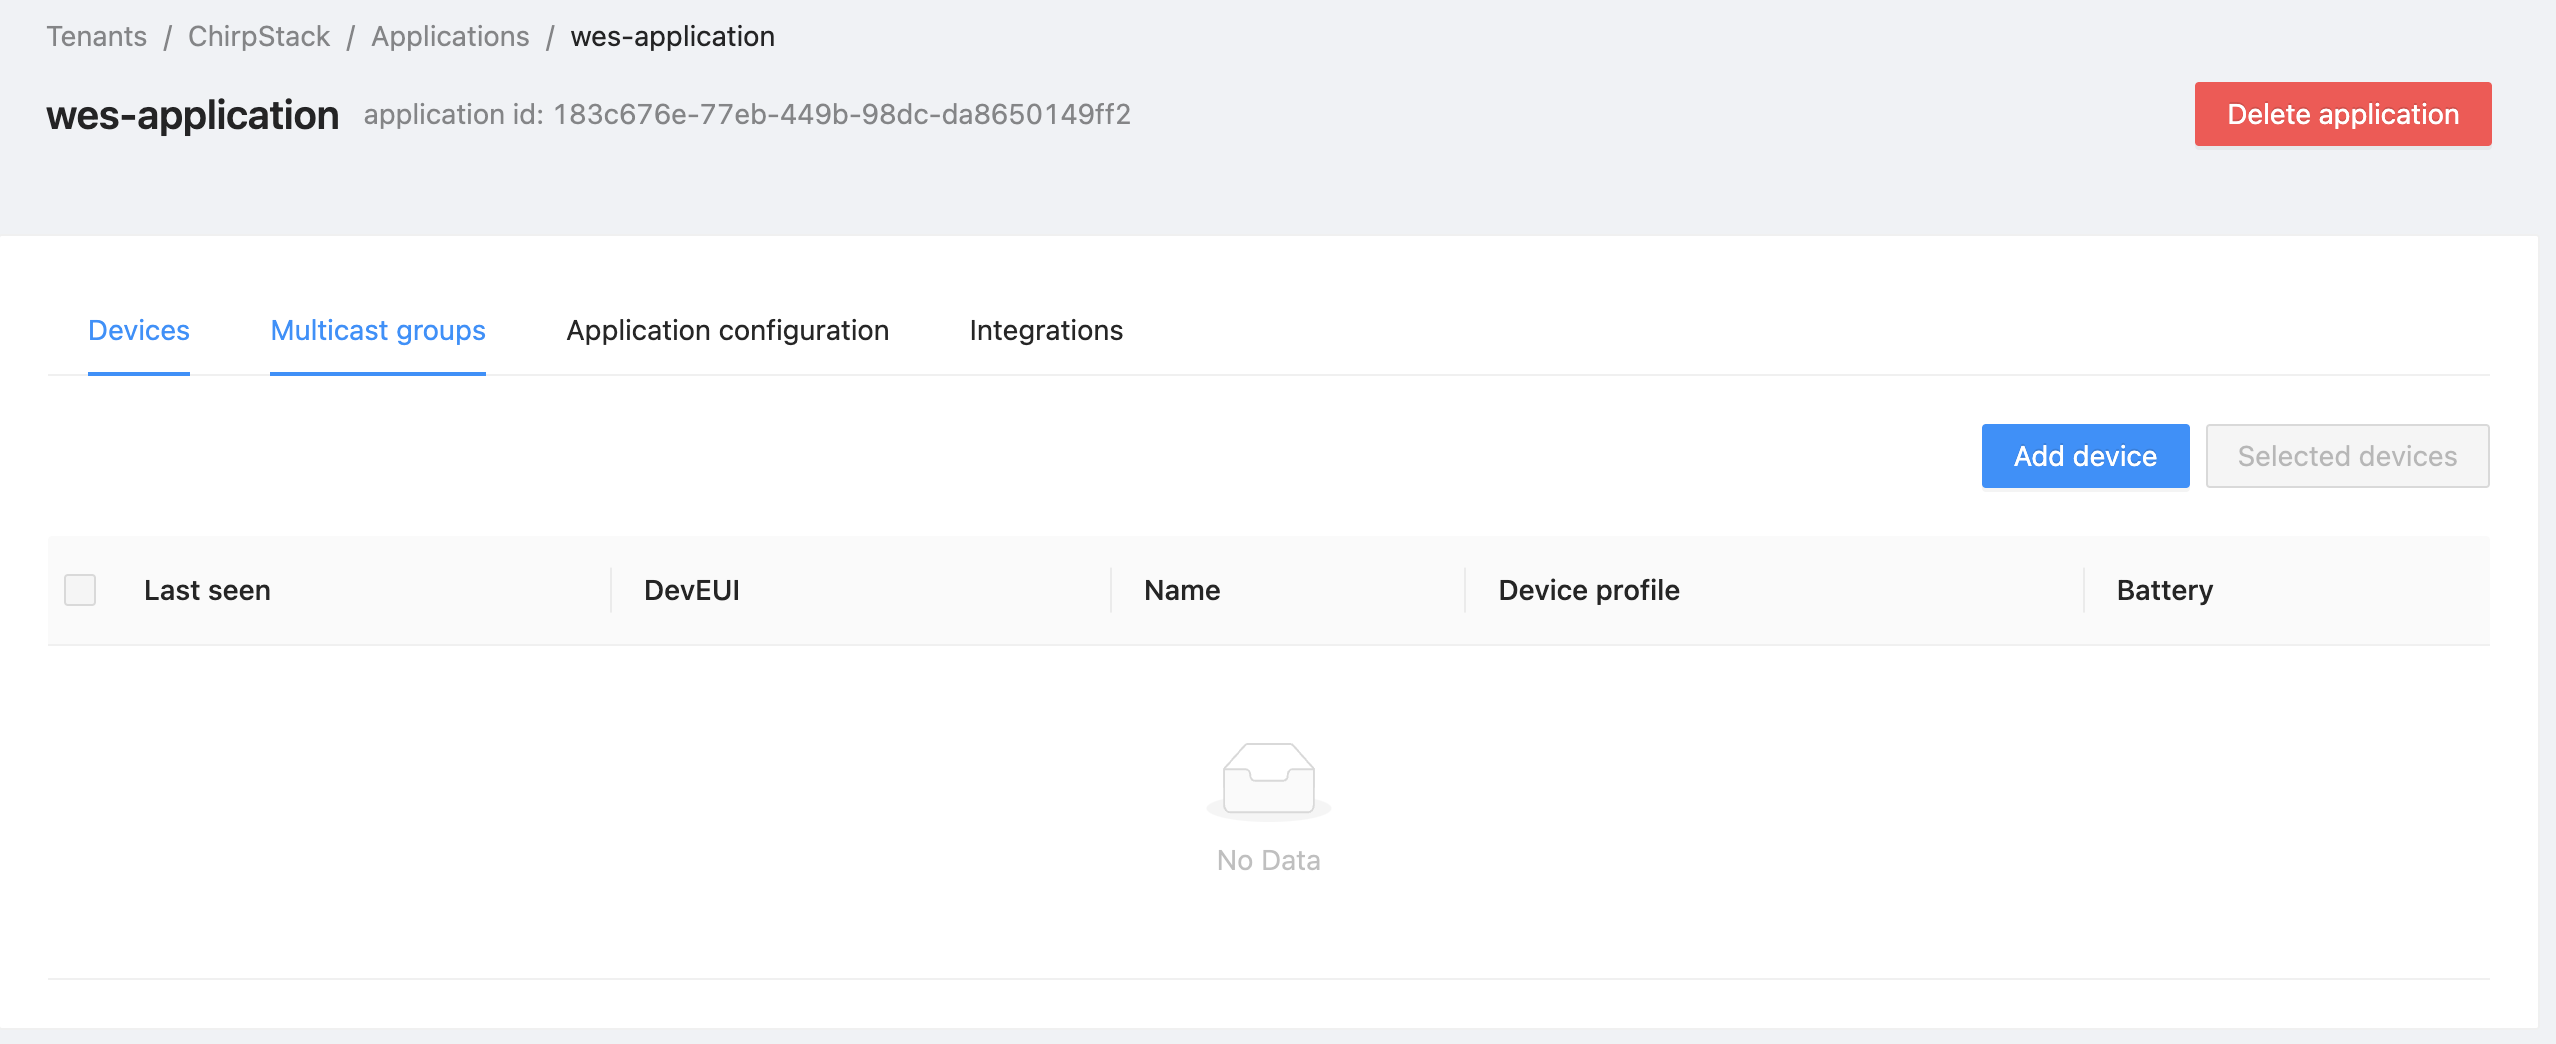 Tenants / ChirpStack / Applications / wes-application
wes-application application id: 183c676e-77eb-449b-98dc-da8650149ff2
Delete application
Devices Multicast groups Application configuration Integrations
Add device Selected devices
Last seen DevEUI Name Device profile Battery
No Data